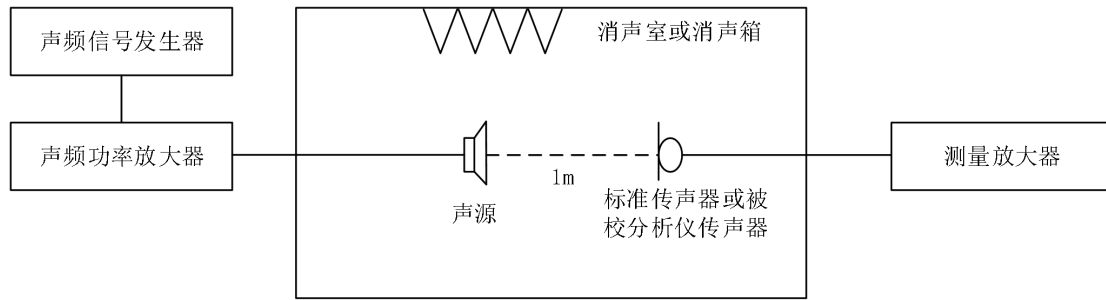 声频信号发生器
消声室或消声箱
声频功率放大器
1m
测量放大器
声源
标准传声器或被
校分析仪传声器